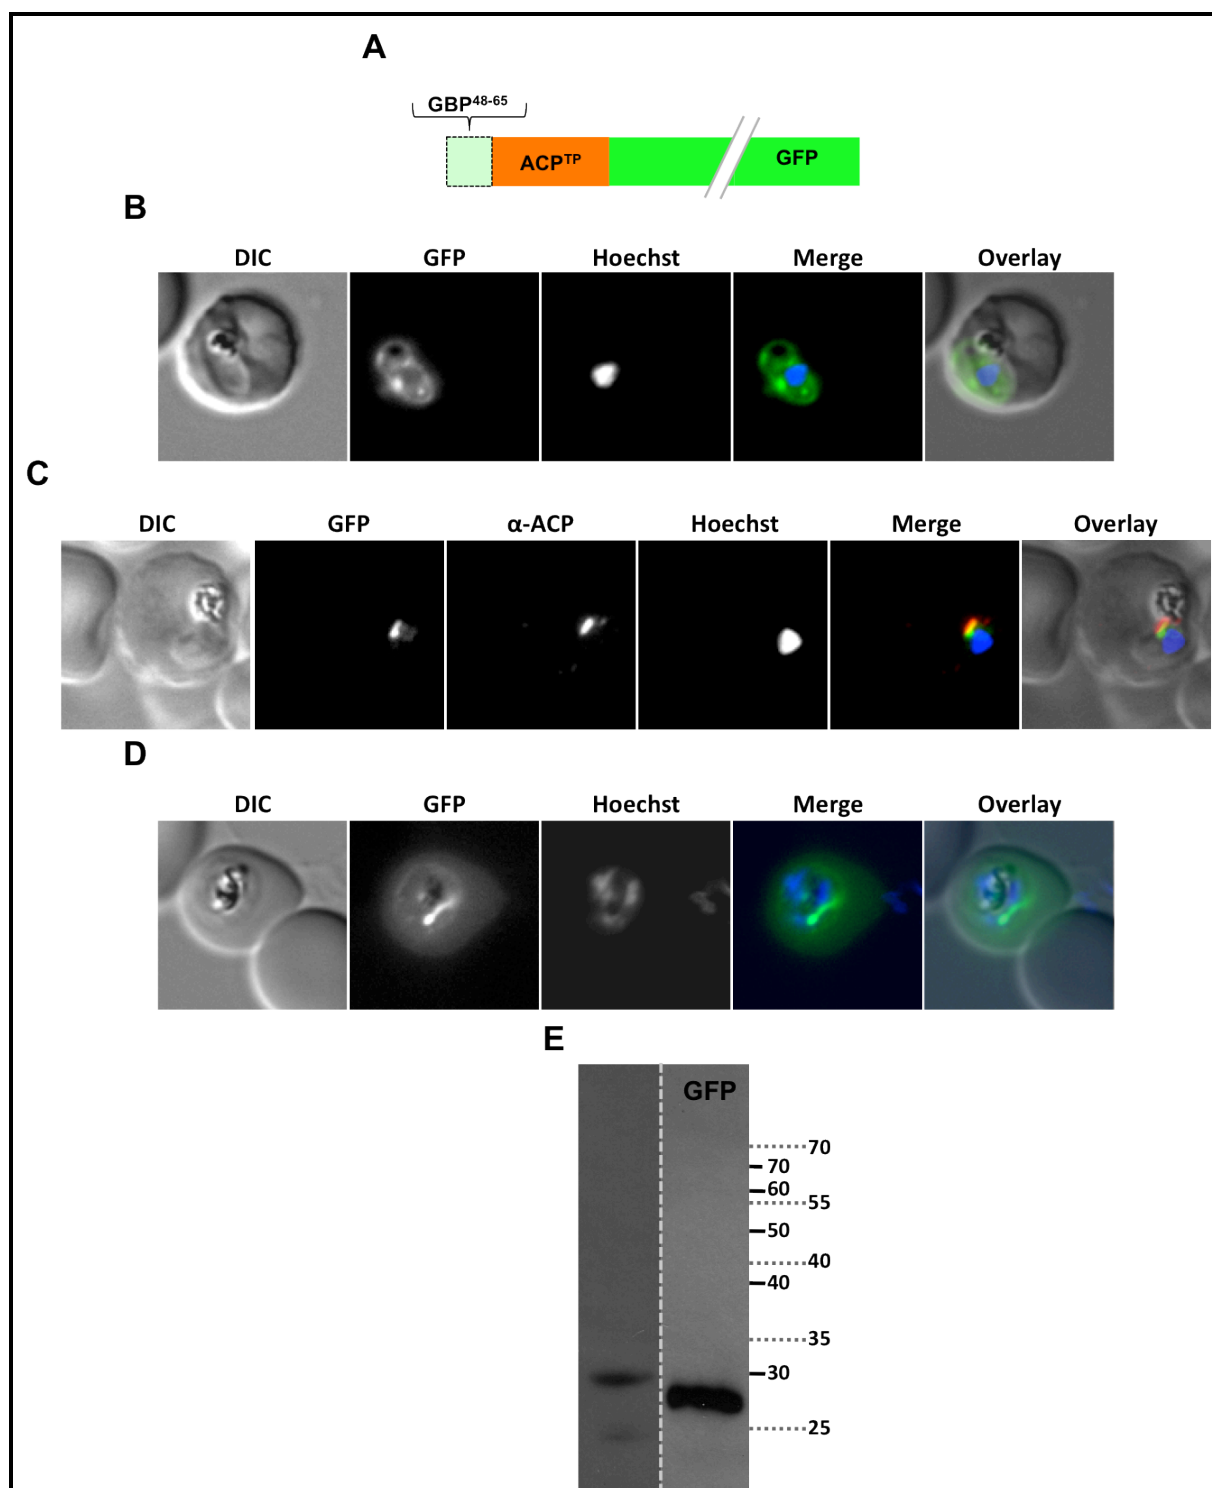 A
GBP48-65
ACPTP
GFP
B
DIC GFP Hoechst Merge Overlay
C
DIC GFP α-ACP Hoechst Merge Overlay
D
DIC GFP Hoechst Merge Overlay
E
GFP
70
70
60
55
50
40
40
35
30
25